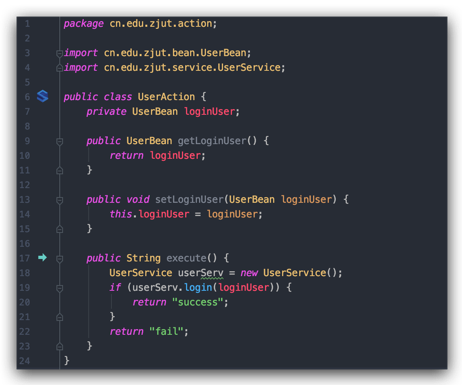 1 package cn.edu.zjut.action;
2
3 import cn.edu.zjut.bean.UserBean;
4 import cn.edu.zjut.service.UserService;
5
6 public class UserAction {
7 private UserBean loginUser;
8
9 public UserBean getLoginUser() {
10 return loginUser;
11 }
12
13 public void setLoginUser(UserBean loginUser) {
14 this.loginUser = loginUser;
15 }
16
17 public String execute() {
18 UserService userServ = new UserService();
19 if (userServ.login(loginUser)) {
20 return "success";
21 }
22 return "fail";
23 }
24 }